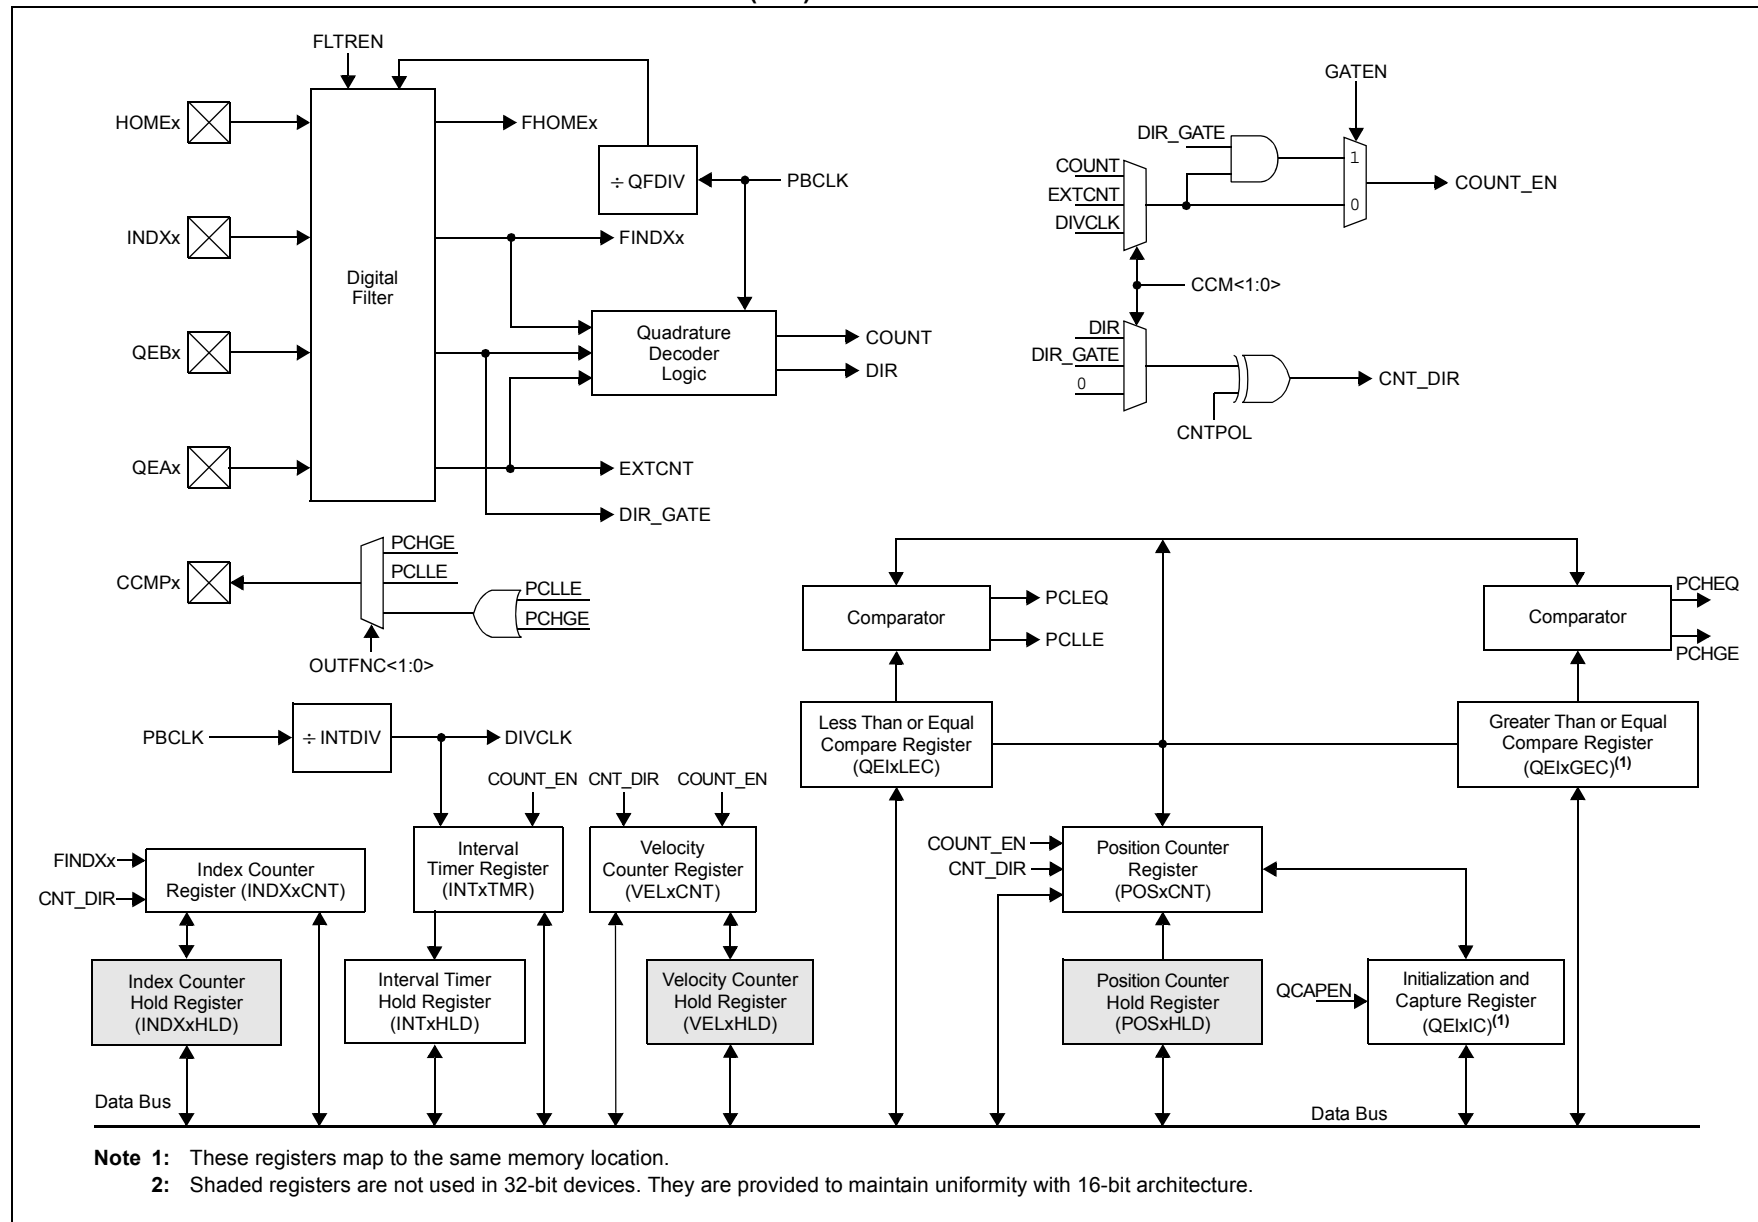 FLTREN
HOMEx
FHOMEx
÷ QFDIV
PBCLK
INDXx
FINDXx
Digital
Filter
QEBx
Quadrature
Decoder
Logic
COUNT
DIR
QEAx
EXTCNT
DIR_GATE
GATEN
DIR_GATE
COUNT
EXTCNT
DIVCLK
1
0
COUNT_EN
CCM<1:0>
DIR
DIR_GATE
0
CNT_DIR
CNTPOL
CCMPx
PCHGE
PCLLE
PCLLE
PCHGE
OUTFNC<1:0>
Comparator
PCLEQ
PCLLE
Comparator
PCHEQ
PCHGE
PBCLK
÷ INTDIV
DIVCLK
Less Than or Equal
Compare Register
(QEIxLEC)
Greater Than or Equal
Compare Register
(QEIxGEC)(1)
COUNT_EN
CNT_DIR
COUNT_EN
FINDXx
CNT_DIR
Index Counter
Register (INDXxCNT)
Interval
Timer Register
(INTxTMR)
Velocity
Counter Register
(VELxCNT)
COUNT_EN
CNT_DIR
Position Counter
Register
(POSxCNT)
Index Counter
Hold Register
(INDXxHLD)
Interval Timer
Hold Register
(INTxHLD)
Velocity Counter
Hold Register
(VELxHLD)
Position Counter
Hold Register
(POSxHLD)
QCAPEN
Initialization and
Capture Register
(QEIxIC)(1)
Data Bus
Data Bus
Note 1: These registers map to the same memory location.
2: Shaded registers are not used in 32-bit devices. They are provided to maintain uniformity with 16-bit architecture.